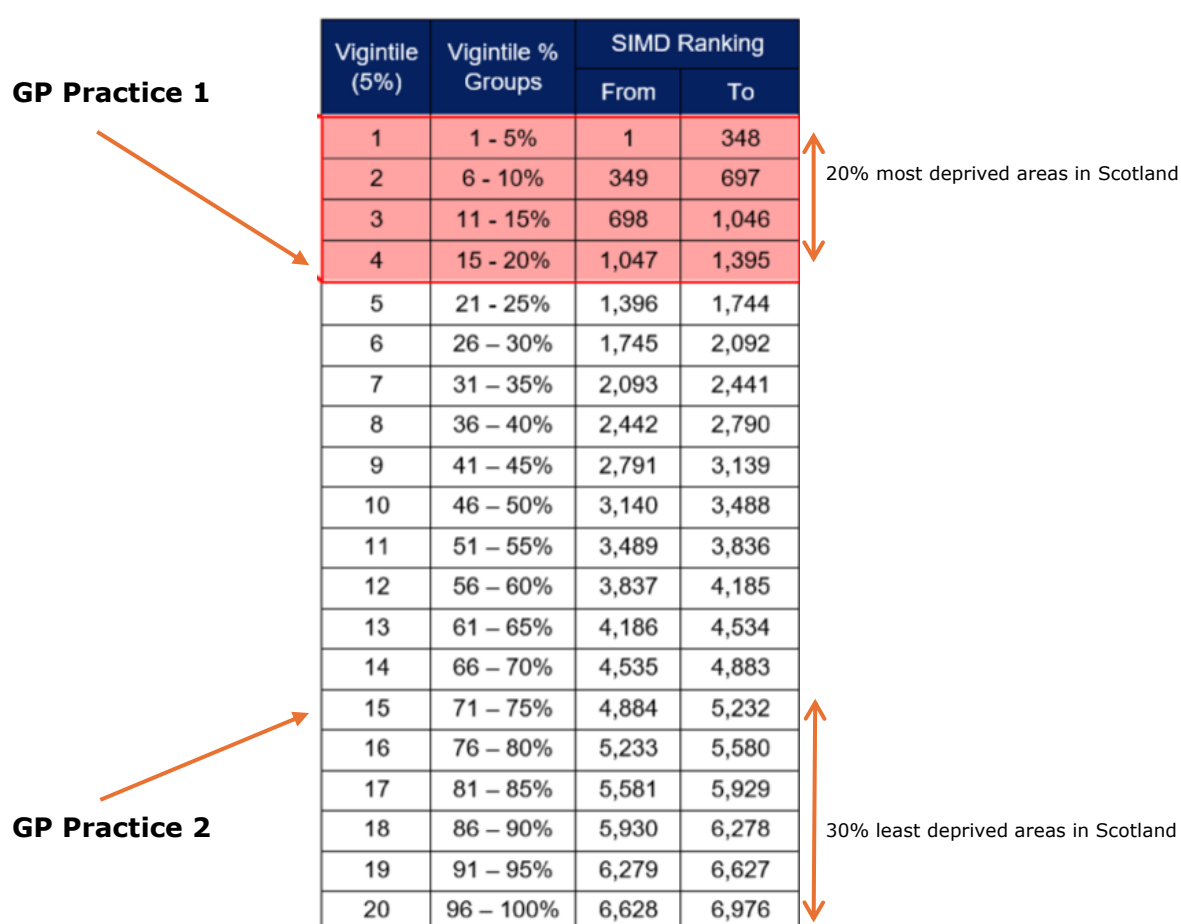 GP Practice 1
Vigintile (5%) Vigintile % Groups SIMD Ranking
From To
1 1 - 5% 1 348
2 6 - 10% 349 697
3 11 - 15% 698 1,046
4 15 - 20% 1,047 1,395
5 21 - 25% 1,396 1,744
6 26 – 30% 1,745 2,092
7 31 – 35% 2,093 2,441
8 36 – 40% 2,442 2,790
9 41 – 45% 2,791 3,139
10 46 – 50% 3,140 3,488
11 51 – 55% 3,489 3,836
12 56 – 60% 3,837 4,185
13 61 – 65% 4,186 4,534
14 66 – 70% 4,535 4,883
15 71 – 75% 4,884 5,232
16 76 – 80% 5,233 5,580
17 81 – 85% 5,581 5,929
18 86 – 90% 5,930 6,278
19 91 – 95% 6,279 6,627
20 96 – 100% 6,628 6,976
20% most deprived areas in Scotland
GP Practice 2
30% least deprived areas in Scotland